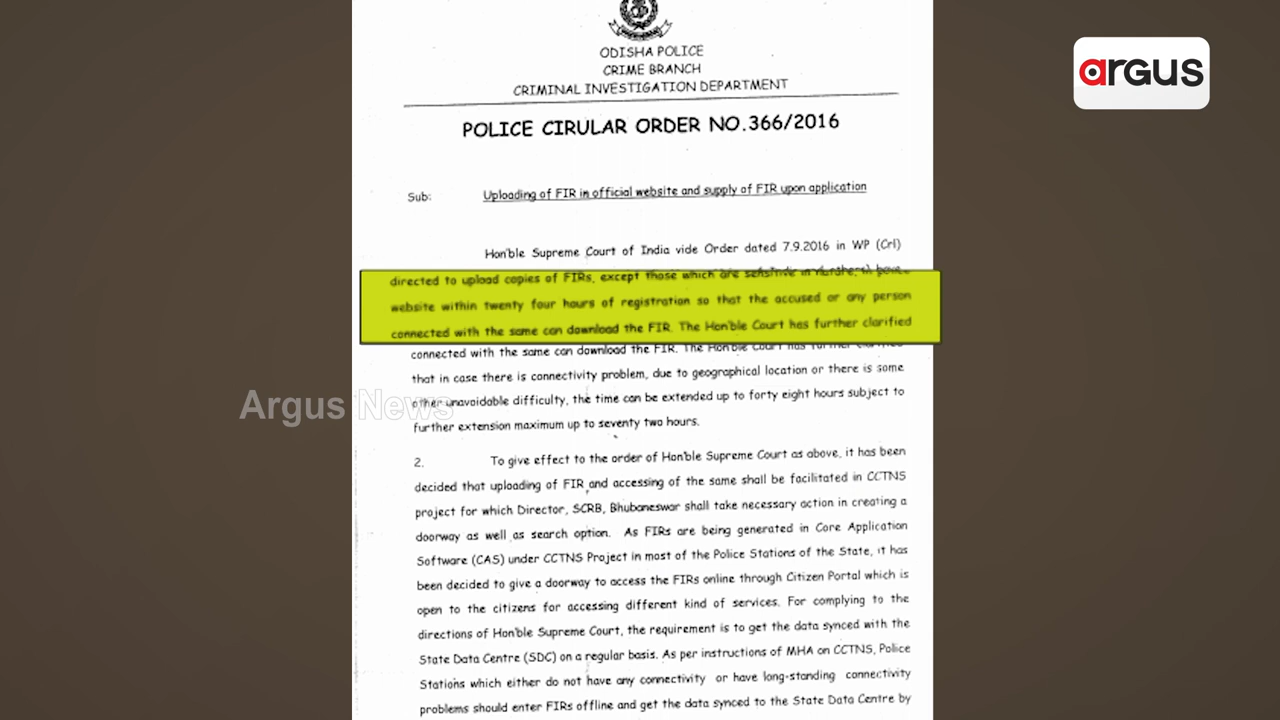 argus
ODISHA POLICE
CRIME BRANCH
CRIMINAL INVESTIGATION DEPARTMENT
POLICE CIRULAR ORDER NO.366/2016
Sub: Uploading of FIR in official website and supply of FIR upon application
Hon'ble Supreme Court of India vide Order dated 7.9.2016 in WP (Crl)
directed to upload copies of FIRs, except those which are sensitive in
website within twenty four hours of registration so that the accused or any person
connected with the same can download the FIR. The Hon'ble Court has further clarified
connected with the same can download the FIR. The Hon'ble Court has further clarified
that in case there is connectivity problem, due to geographical location or there is some
other unavoidable difficulty, the time can be extended up to forty eight hours subject to
further extension maximum up to seventy two hours.
Argus News
2. To give effect to the order of Hon'ble Supreme Court as above, it has been
decided that uploading of FIR and accessing of the same shall be facilitated in CCTNS
project for which Director, SCRB, Bhubaneswar shall take necessary action in creating a
doorway as well as search option. As FIRs are being generated in Core Application
Software (CAS) under CCTNS Project in most of the Police Stations of the State, it has
been decided to give a doorway to access the FIRs online through Citizen Portal which is
open to the citizens for accessing different kind of services. For complying to the
directions of Hon'ble Supreme Court, the requirement is to get the data synced with the
State Data Centre (SDC) on a regular basis. As per instructions of MHA on CCTNS, Police
Stations which either do not have any connectivity or have long-standing connectivity
problems should enter FIRs offline and get the data synced to the State Data Centre by